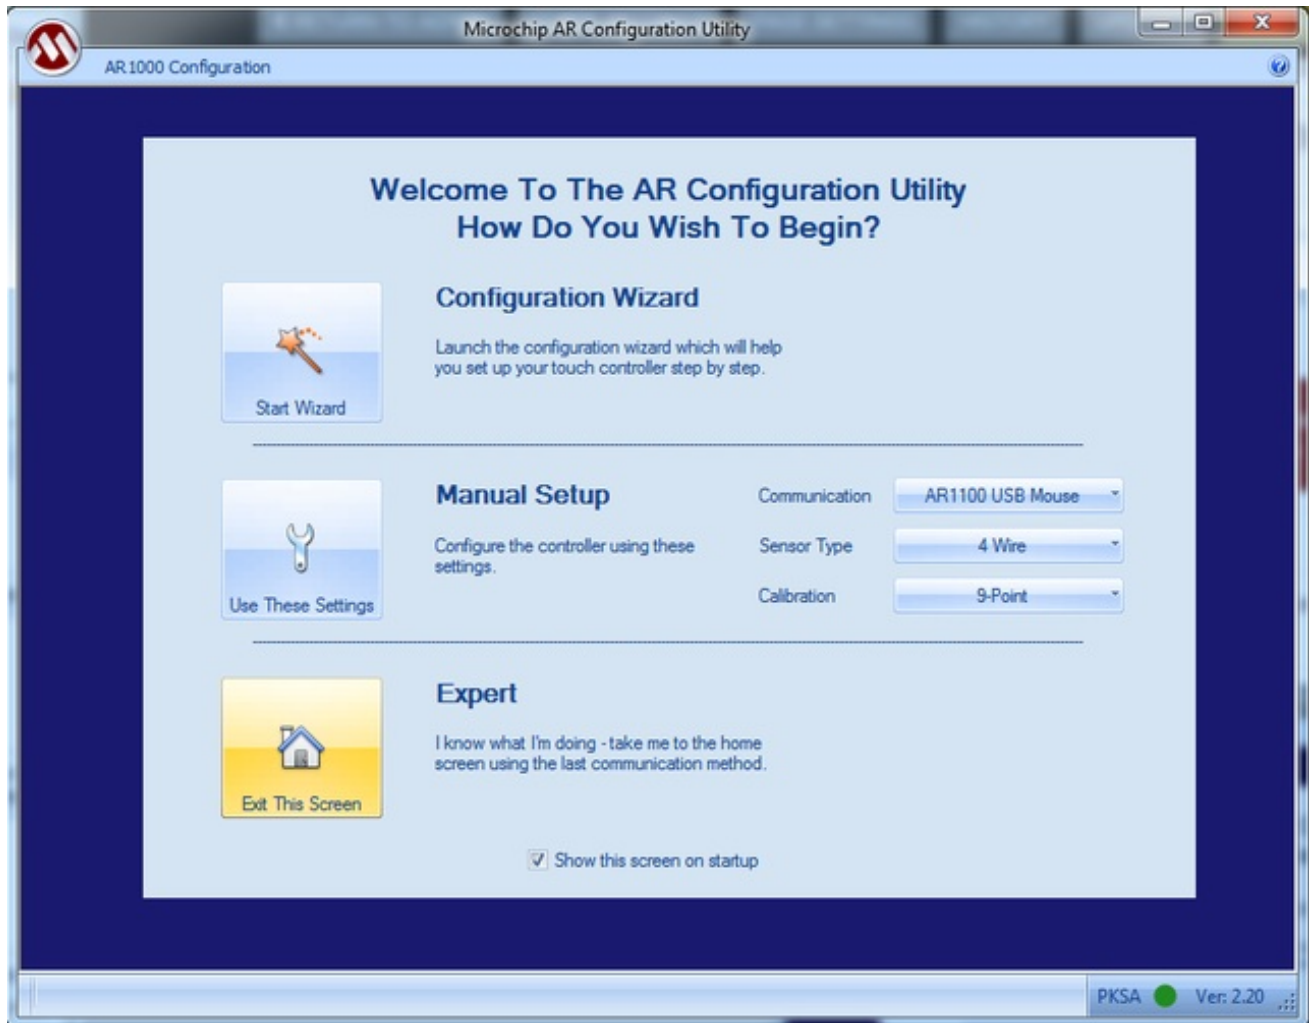 Microchip AR Configuration Utility
AR1000 Configuration
Welcome To The AR Configuration Utility
How Do You Wish To Begin?
Configuration Wizard
Launch the configuration wizard which will help
you set up your touch controller step by step.
Start Wizard
Manual Setup
Configure the controller using these
settings.
Communication AR1100 USB Mouse
Sensor Type 4 Wire
Calibration 9-Point
Use These Settings
Expert
I know what I'm doing - take me to the home
screen using the last communication method.
Exit This Screen
Show this screen on startup
PKSA Ver: 2.20